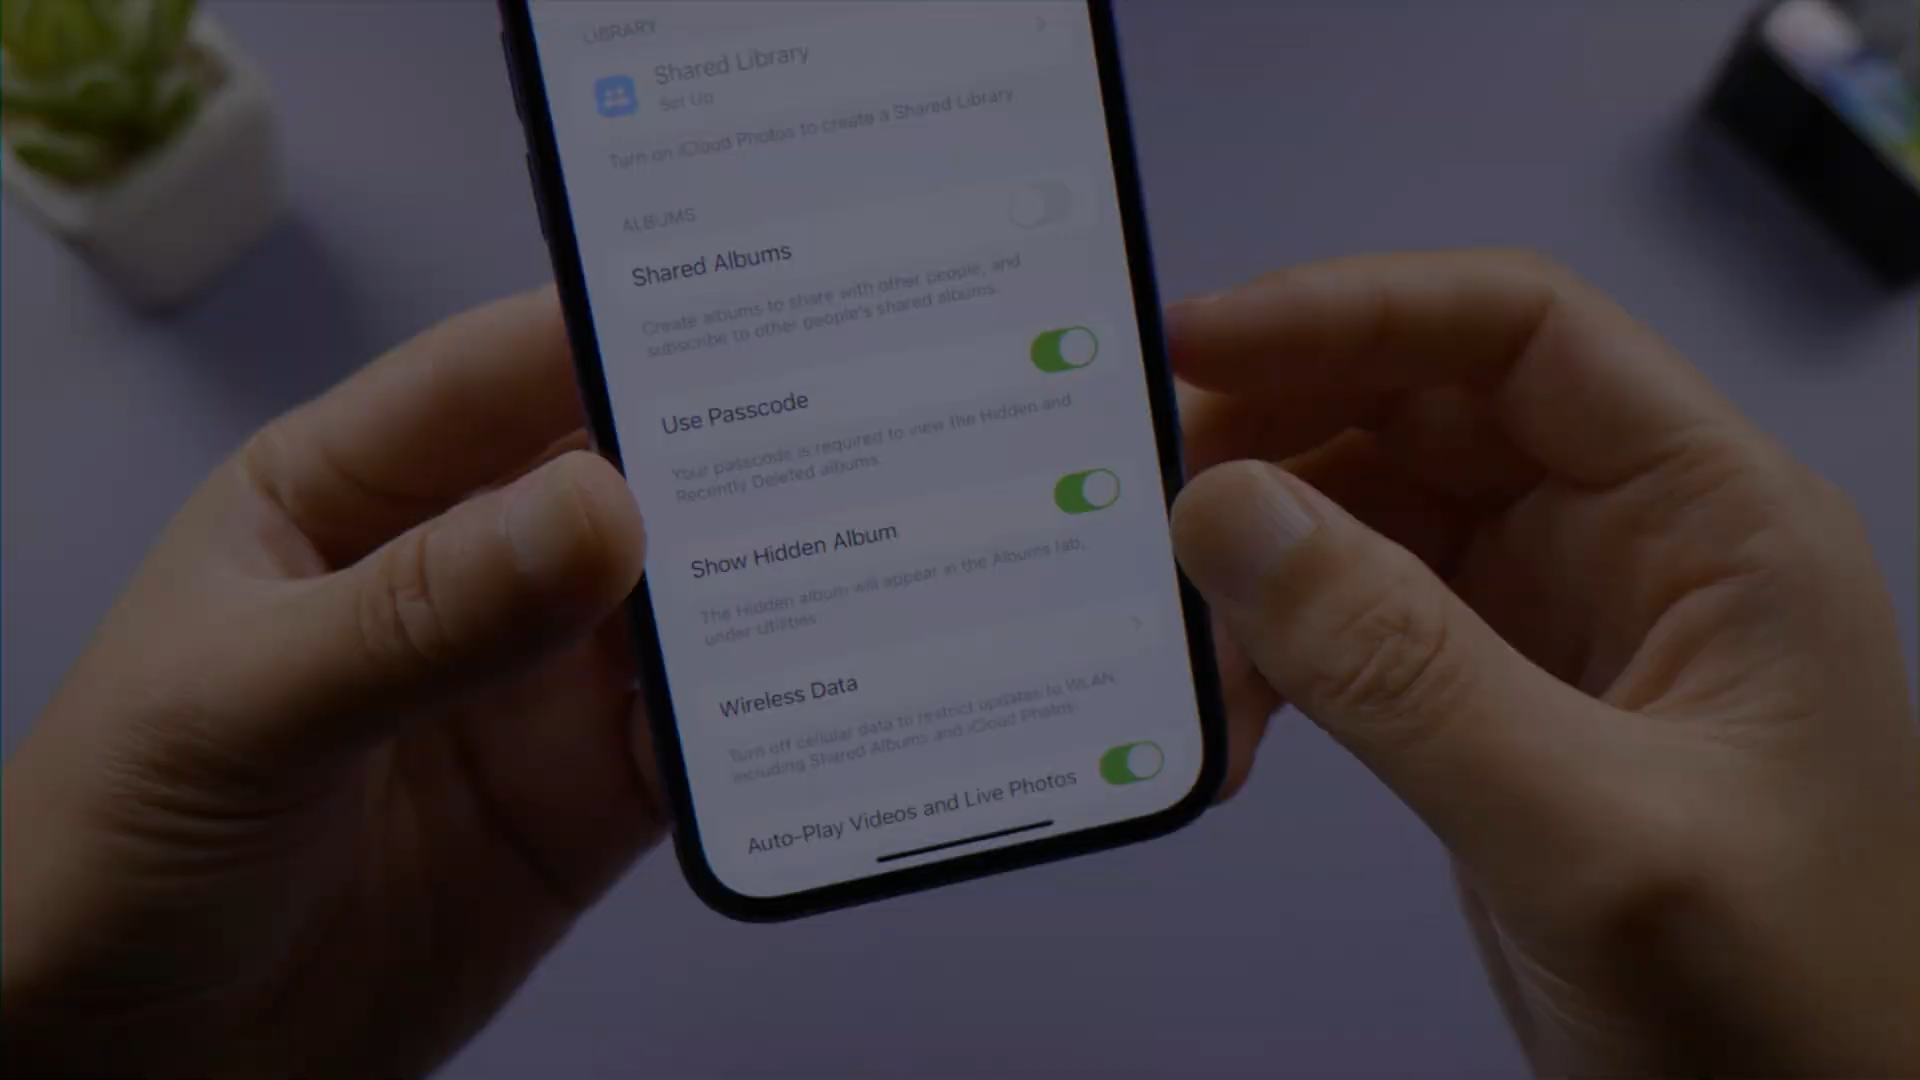 LIBRARY
Shared Library
Set Up
Turn on iCloud Photos to create a Shared Library
ALBUMS
Shared Albums
Create albums to share with other people, and
subscribe to other people's shared albums.
Use Passcode
Your passcode is required to view the Hidden and
Recently Deleted albums.
Show Hidden Album
The Hidden album will appear in the Albums tab,
under Utilities.
Wireless Data
Turn off cellular data to restrict updates to WLAN,
including Shared Albums and iCloud Photos.
Auto-Play Videos and Live Photos